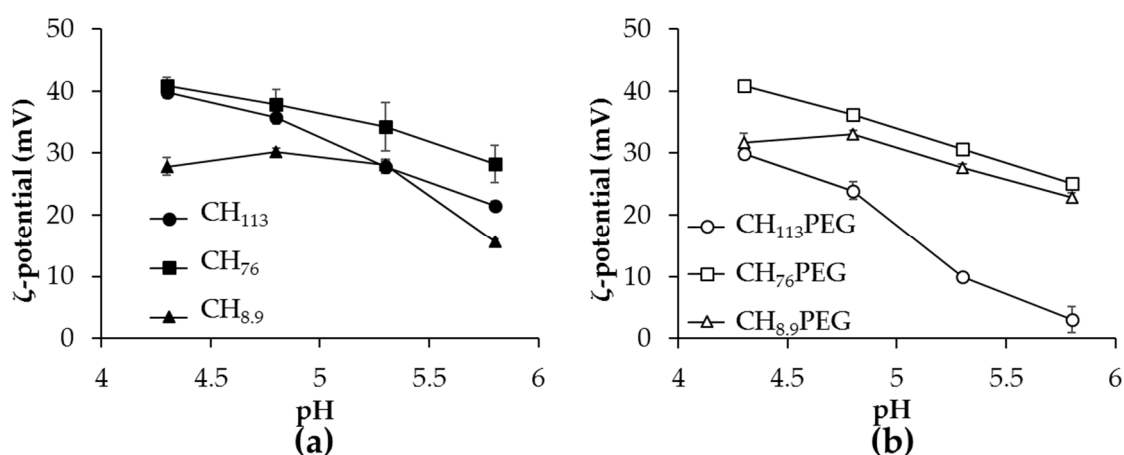 50
40
30
20
10
0
ζ-potential (mV)
CH113
CH76
CH8.9
4 4.5 5 5.5 6
pH
(a)
50
40
30
20
10
0
ζ-potential (mV)
CH113PEG
CH76PEG
CH8.9PEG
4 4.5 5 5.5 6
pH
(b)